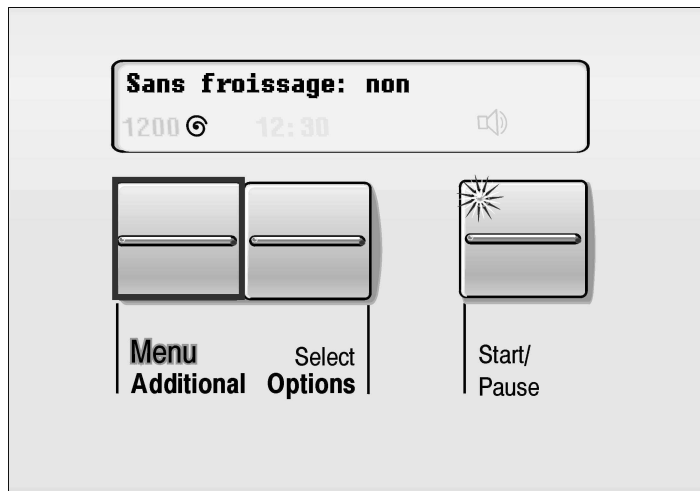 Sans froissage: non
1200 12:30
Menu Select Start/
Additional Options Pause